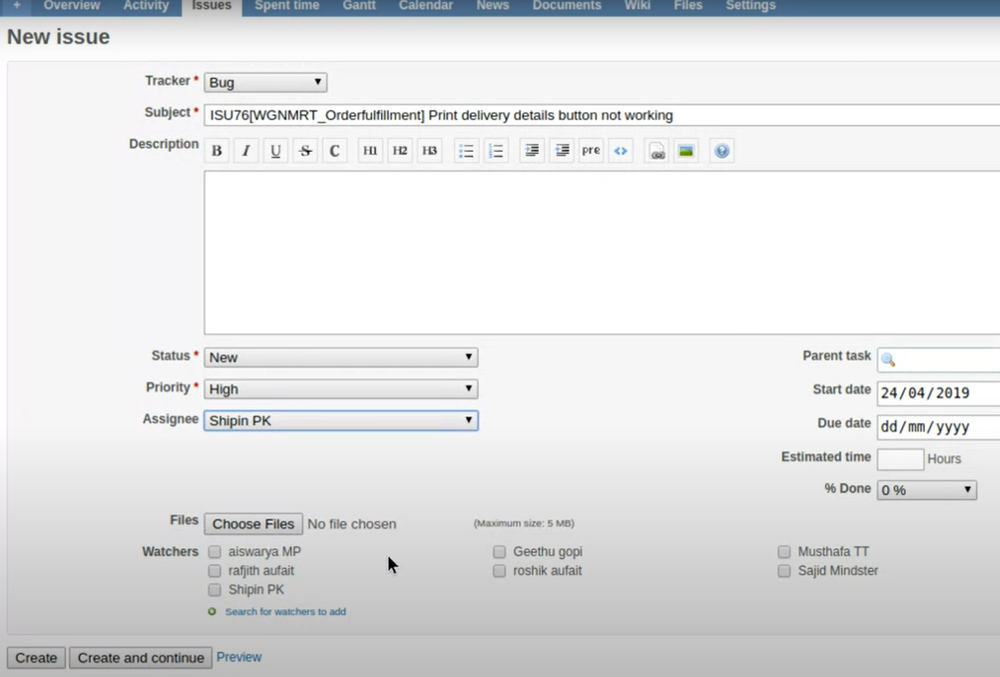 + Overview Activity Issues Spent time Gantt Calendar News Documents Wiki Files Settings
New issue
Tracker * Bug
Subject * ISU76[WGNMRT_Orderfulfillment] Print delivery details button not working
Description B I U S C H1 H2 H3 pre <> ?
Status * New
Parent task
Priority * High
Start date 24/04/2019
Assignee Shipin PK
Due date dd/mm/yyyy
Estimated time Hours
% Done 0 %
Files Choose Files No file chosen (Maximum size: 5 MB)
Watchers aiswarya MP Geethu gopi Musthafa TT
rafjith aufait roshik aufait Sajid Mindster
Shipin PK
Search for watchers to add
Create Create and continue Preview